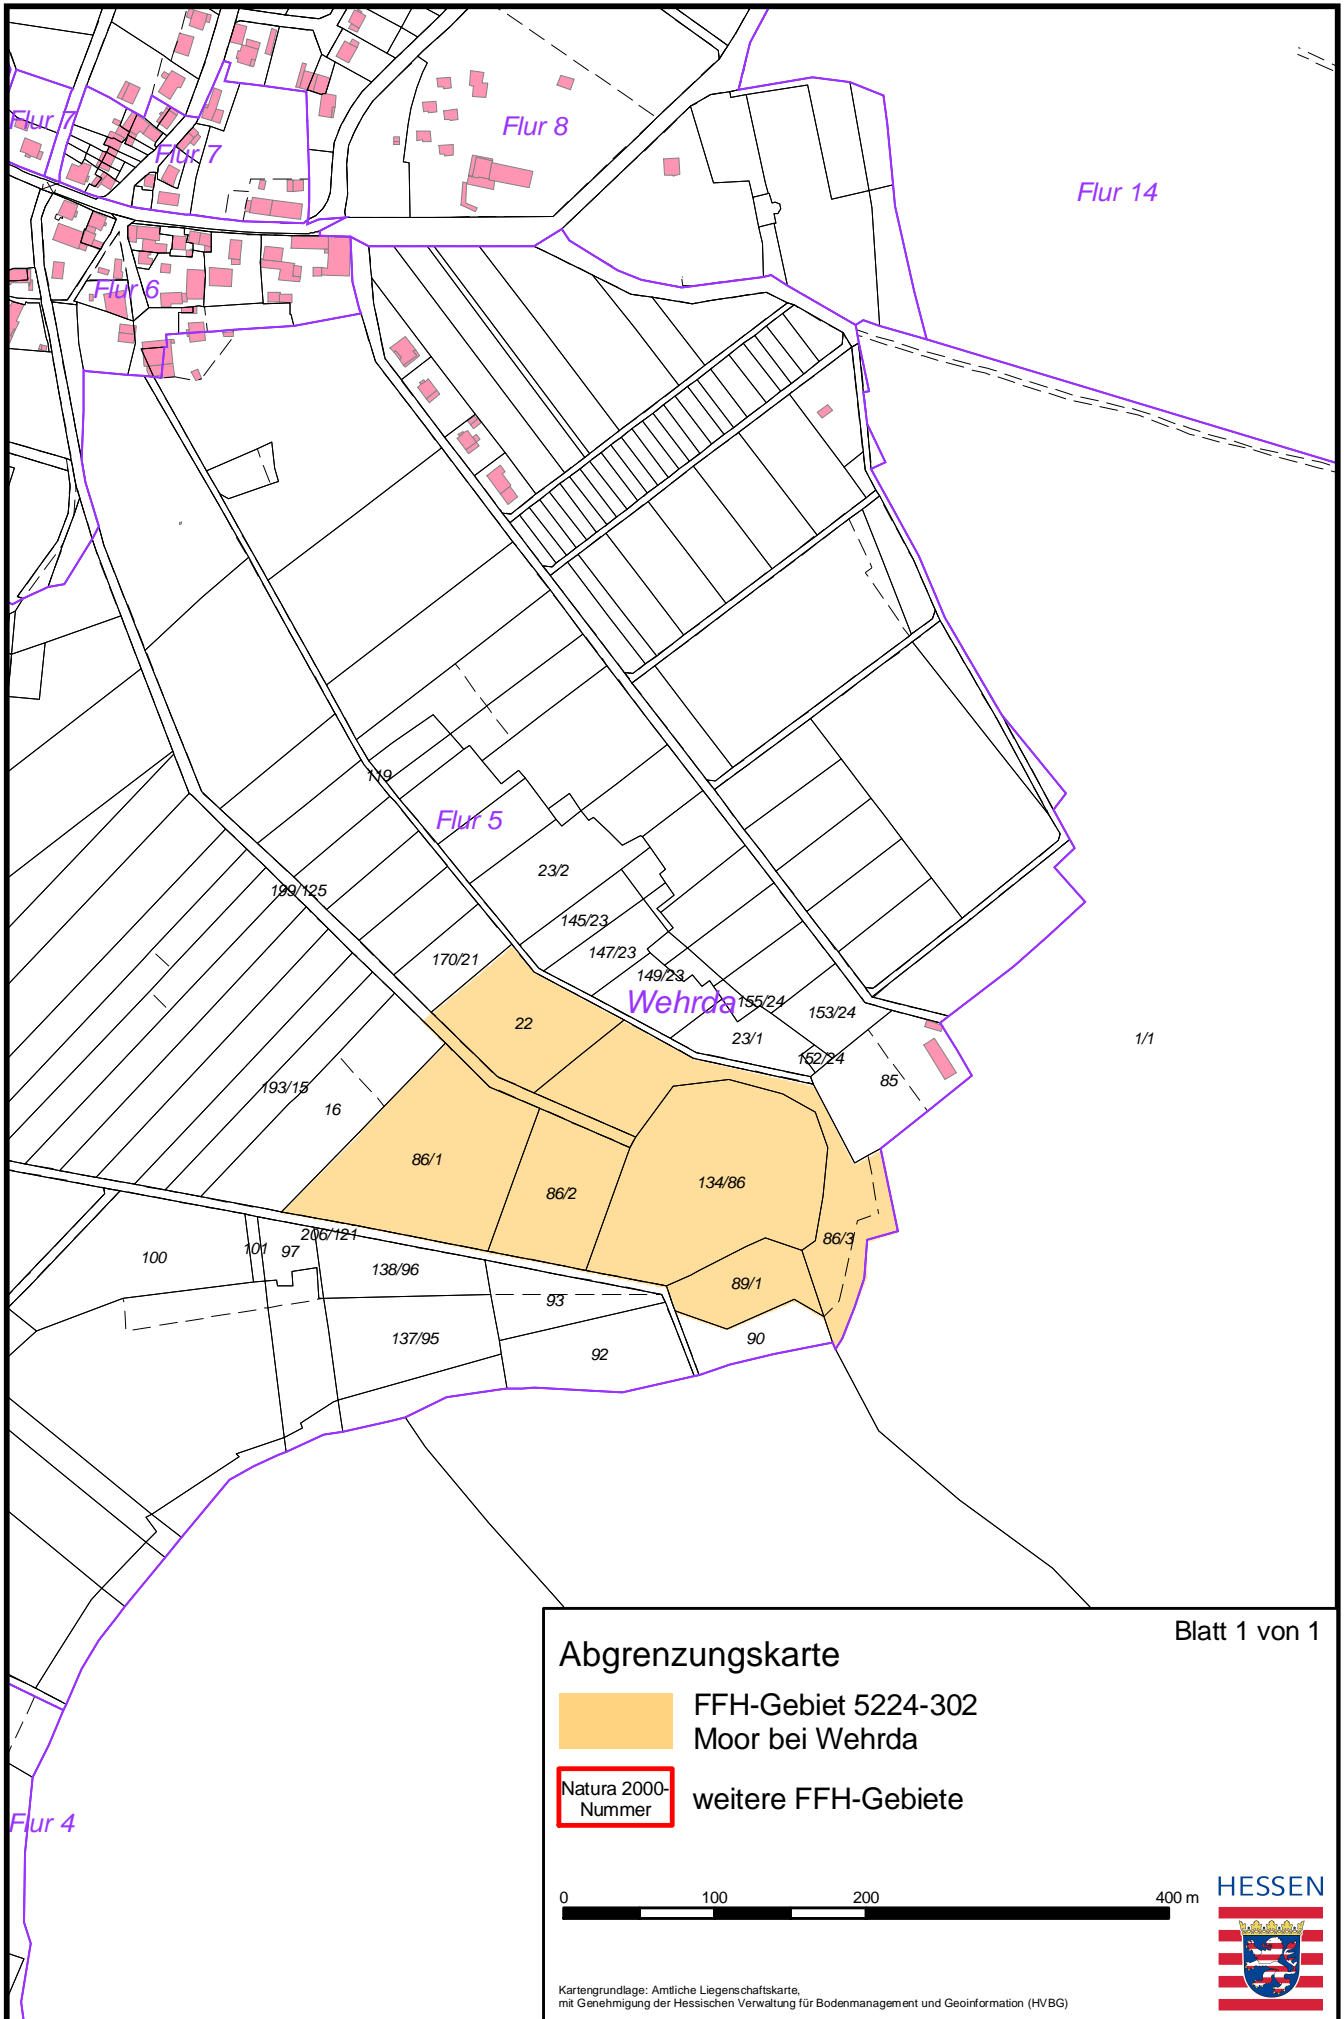 Flur 7
Flur 7
Flur 8
Flur 14
Flur 6
119
Flur 5
23/2
199/125
145/23
170/21
147/23
149/23
Wehrda
155/24
153/24
22
23/1
1/1
152/24
85
193/15
16
86/1
134/86
86/2
206/121
86/3
101
97
100
138/96
89/1
93
137/95
90
92
Blatt 1 von 1
Abgrenzungskarte
FFH-Gebiet 5224-302
Moor bei Wehrda
Natura 2000-
Nummer
weitere FFH-Gebiete
Flur 4
0 100 200 400 m
HESSEN
Kartengrundlage: Amtliche Liegenschaftskarte,
mit Genehmigung der Hessischen Verwaltung für Bodenmanagement und Geoinformation (HVBG)